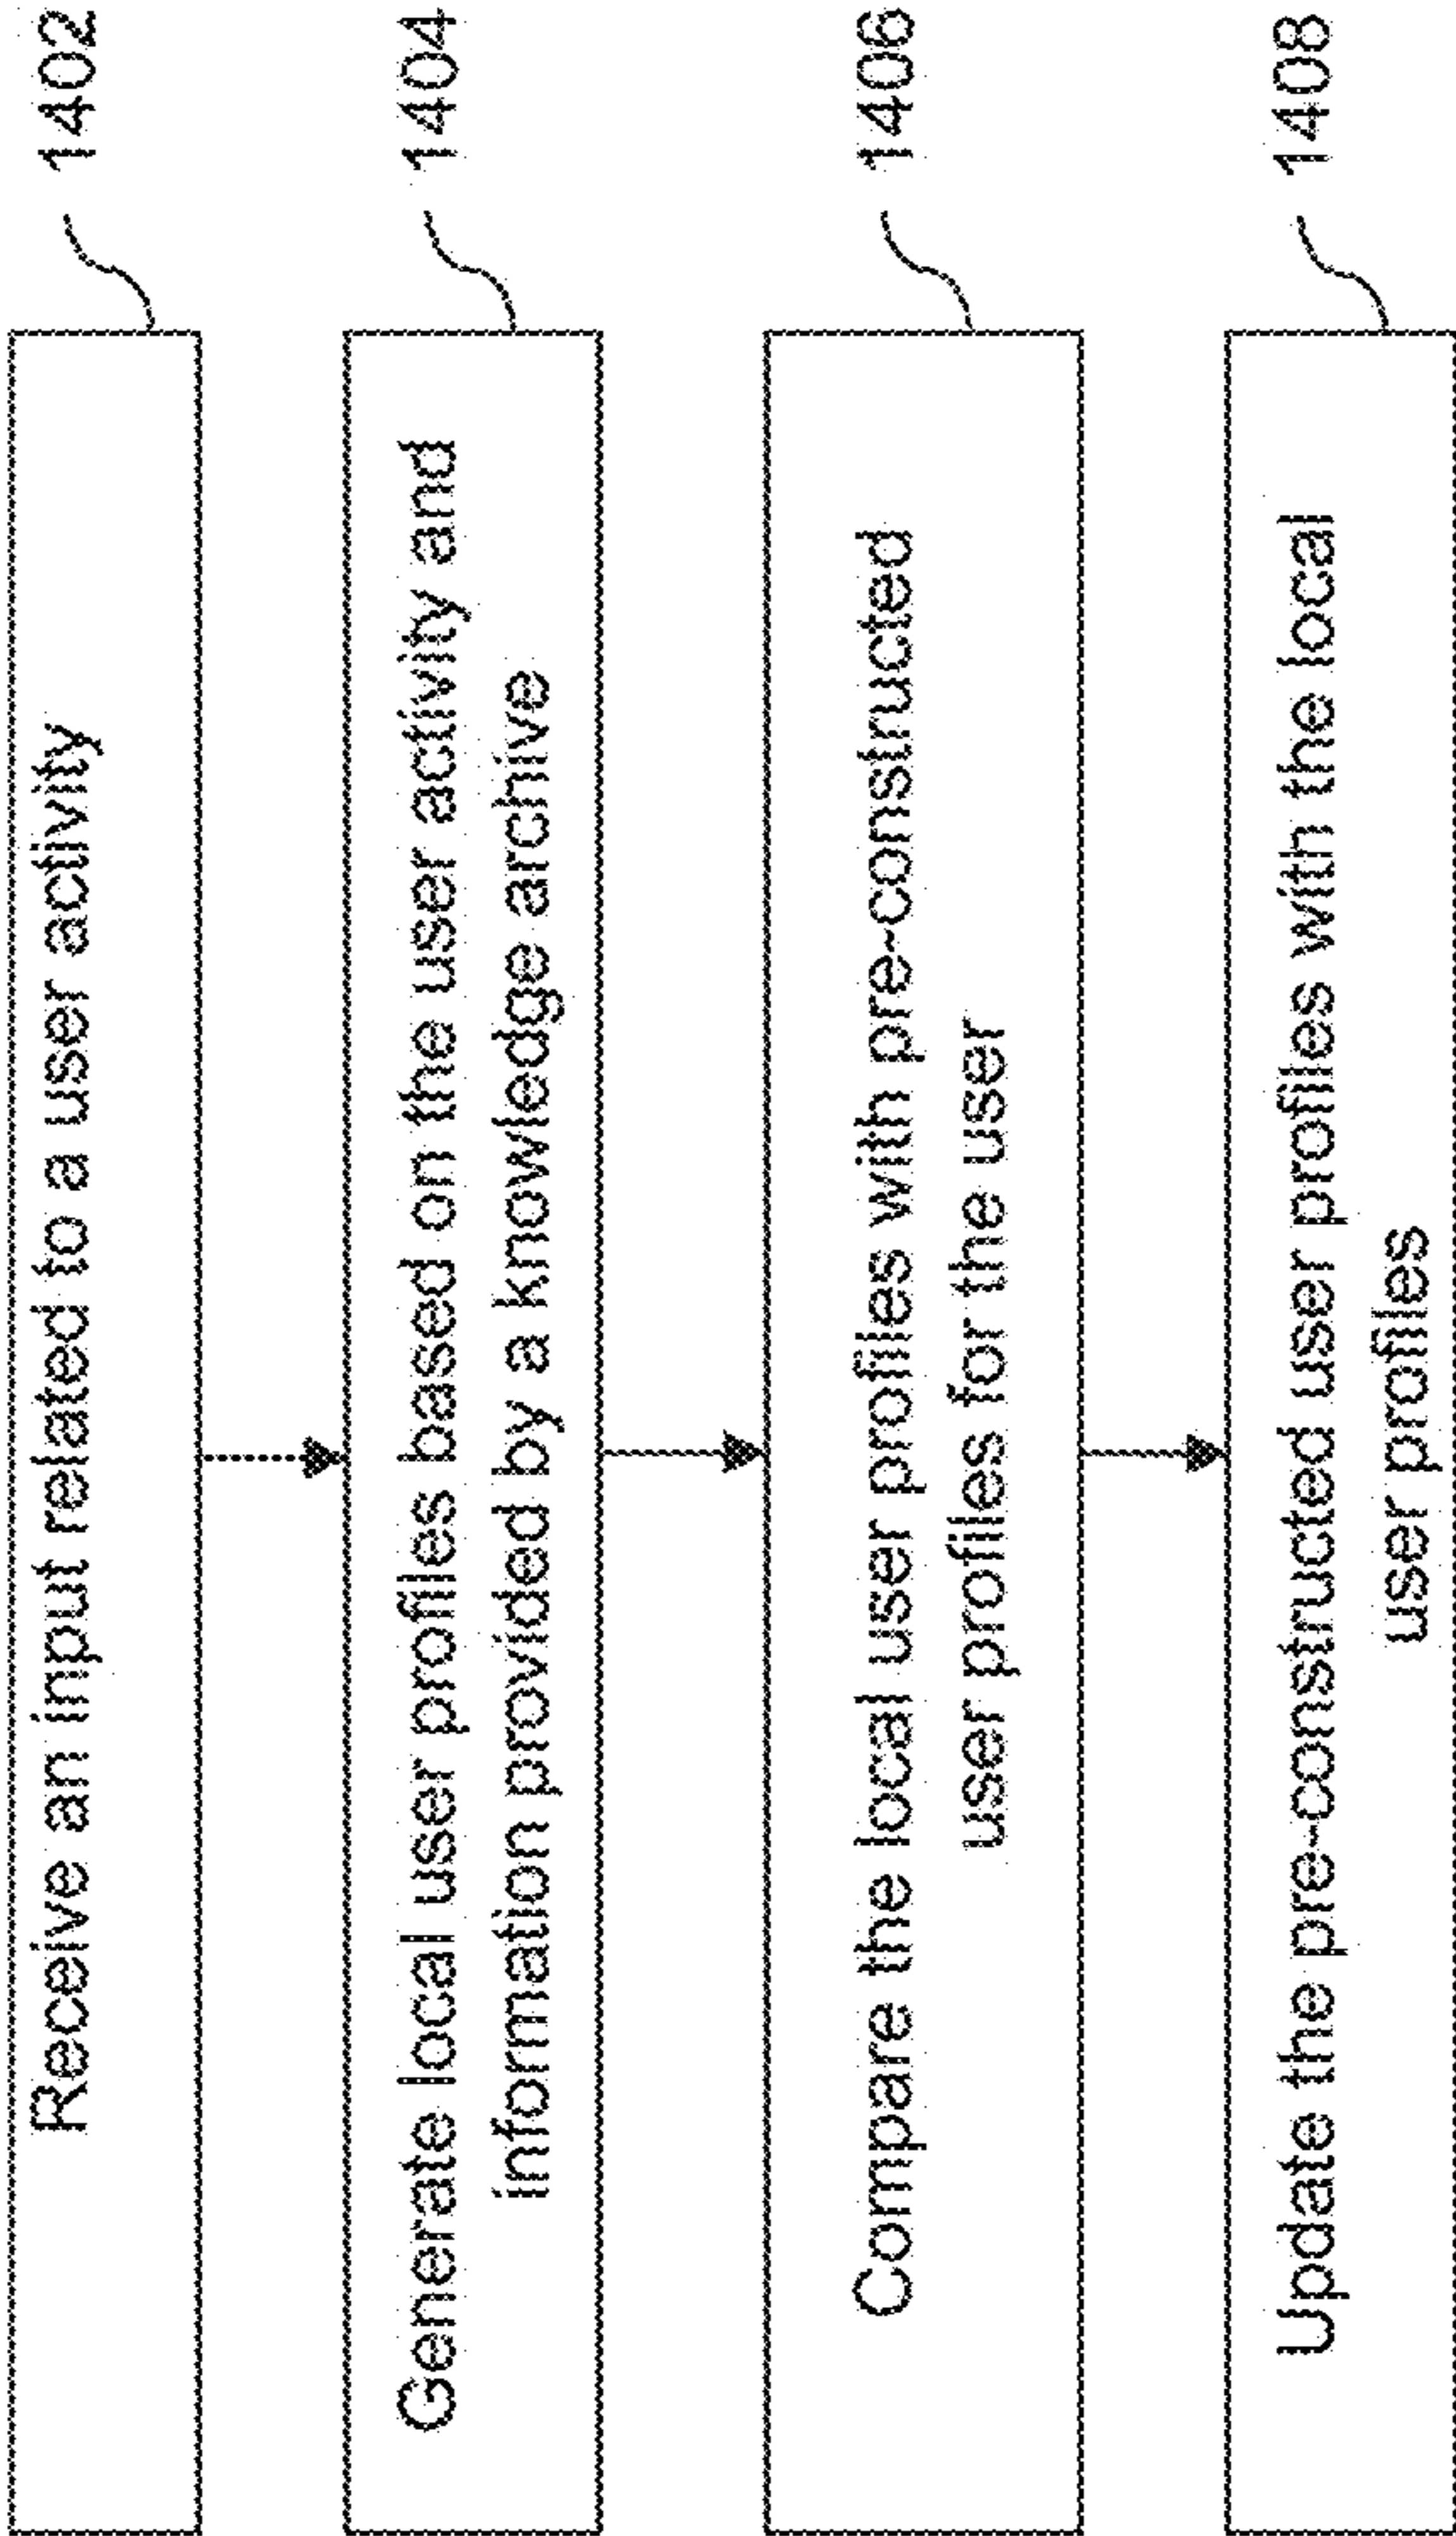 Receive an input related to a user activity
1402
Generate local user profiles based on the user activity and
information provided by a knowledge archive
1404
Compare the local user profiles with pre-constructed
user profiles for the user
1406
Update the pre-constructed user profiles with the local
user profiles
1408